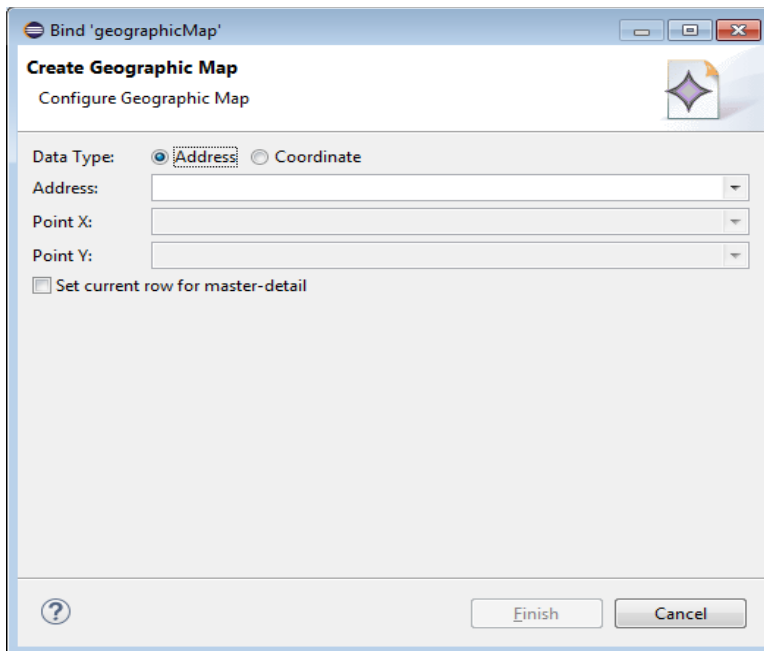 Bind 'geographicMap'
Create Geographic Map
Configure Geographic Map
Data Type: Address Coordinate
Address:
Point X:
Point Y:
Set current row for master-detail
? Finish Cancel